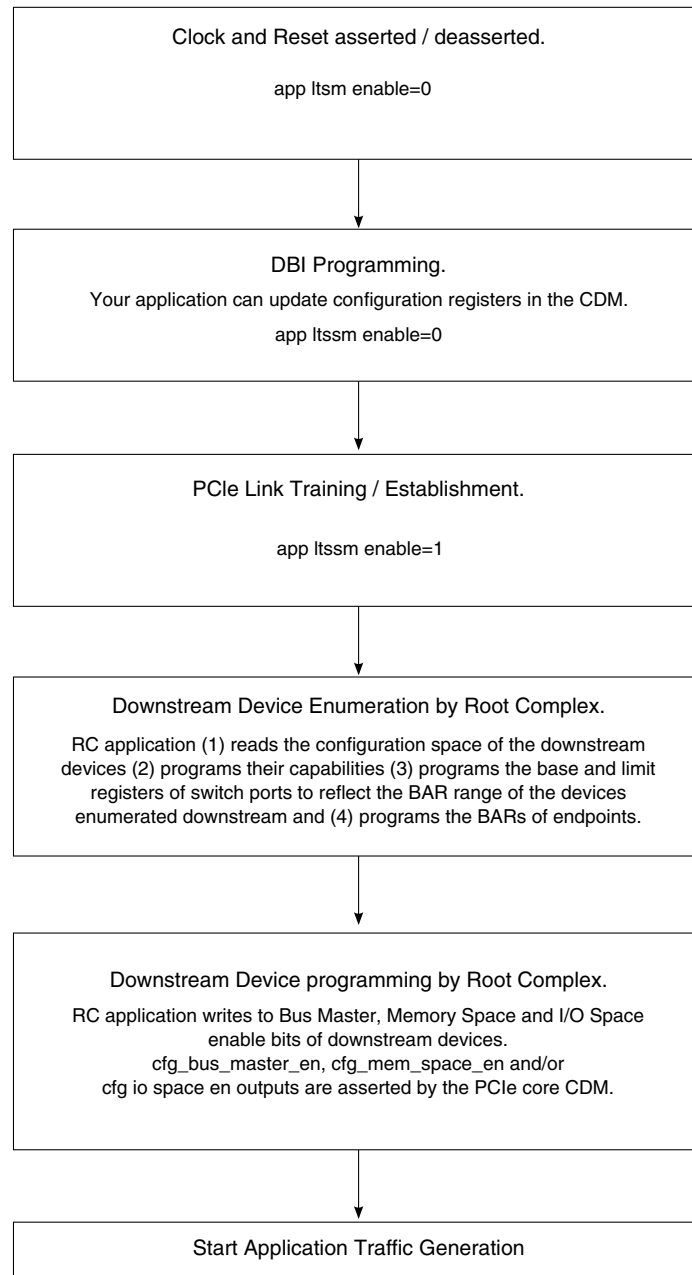 Clock and Reset asserted / deasserted.
app ltsm enable=0
DBI Programming.
Your application can update configuration registers in the CDM.
app ltssm enable=0
PCIe Link Training / Establishment.
app ltssm enable=1
Downstream Device Enumeration by Root Complex.
RC application (1) reads the configuration space of the downstream
devices (2) programs their capabilities (3) programs the base and limit
registers of switch ports to reflect the BAR range of the devices
enumerated downstream and (4) programs the BARs of endpoints.
Downstream Device programming by Root Complex.
RC application writes to Bus Master, Memory Space and I/O Space
enable bits of downstream devices.
cfg_bus_master_en, cfg_mem_space_en and/or
cfg io space en outputs are asserted by the PCIe core CDM.
Start Application Traffic Generation